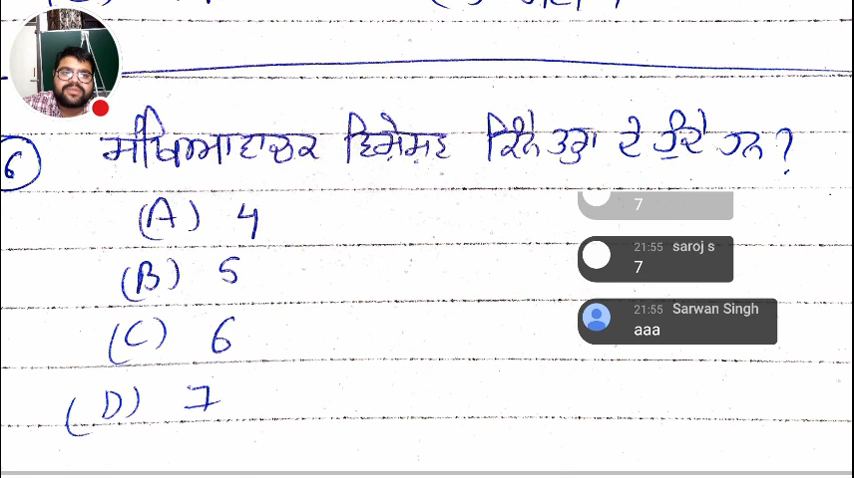 6 ਸੰਖਿਆਵਾਚਕ ਵਿਸ਼ੇਸ਼ਣ ਕਿੰਨੇ ਤਰ੍ਹਾਂ ਦੇ ਹੁੰਦੇ ਹਨ?
(A) 4
7
(B) 5
21:55 saroj s
7
(C) 6
21:55 Sarwan Singh
aaa
(D) 7